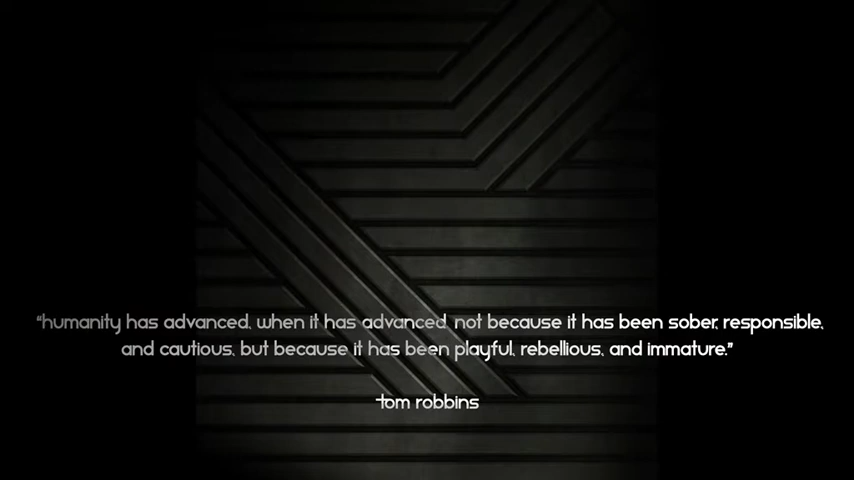 “humanity has advanced, when it has advanced, not because it has been sober, responsible,
and cautious, but because it has been playful, rebellious, and immature.”
tom robbins